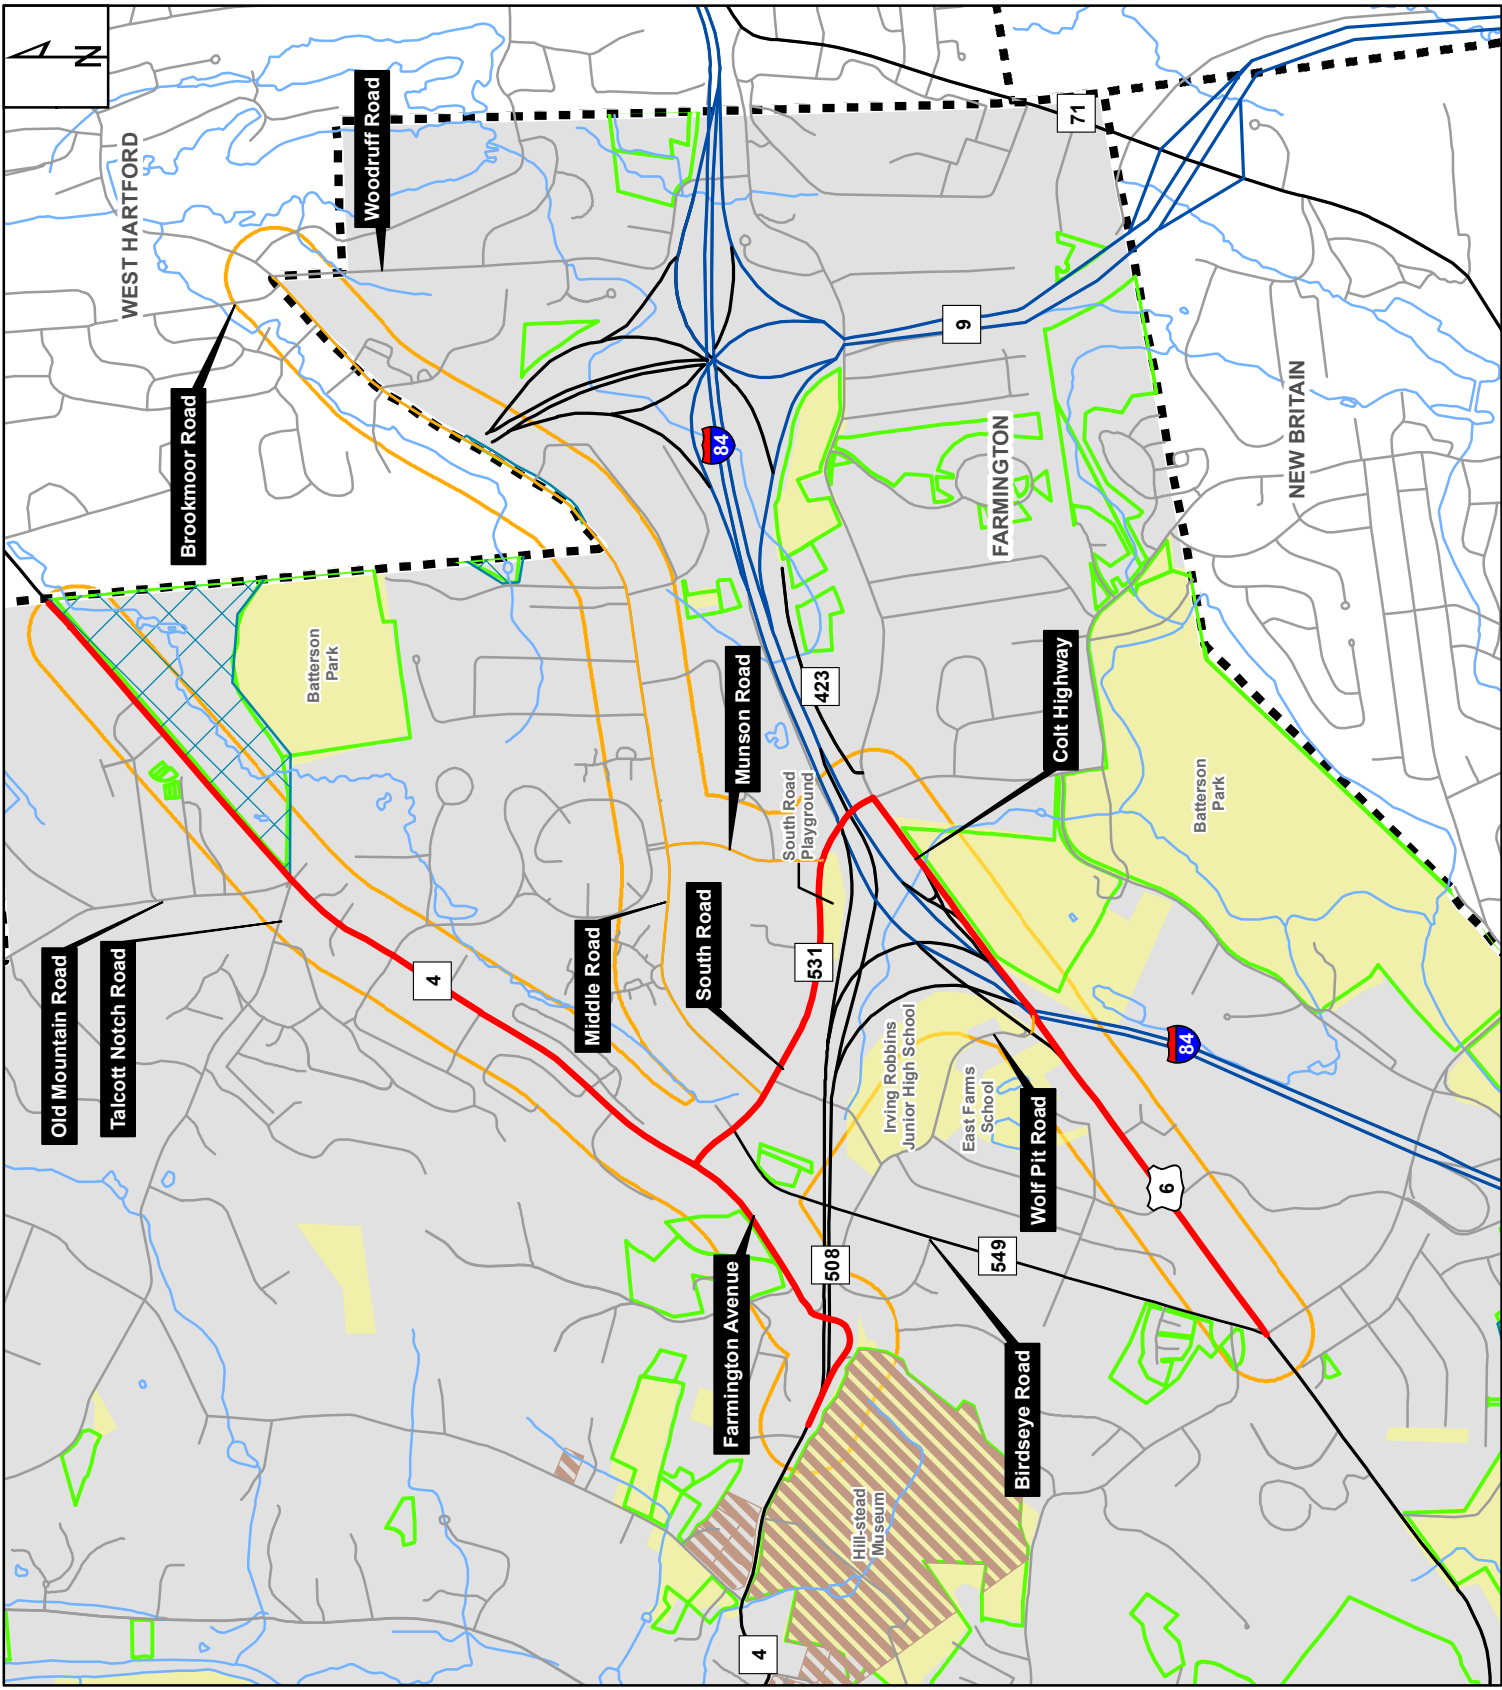 N
WEST HARTFORD
Woodruff Road
Brookmoor Road
71
9
84
FARMINGTON
NEW BRITAIN
Batterson
Park
Munson Road
423
Colt Highway
South Road
Playground
Batterson
Park
Old Mountain Road
Talcott Notch Road
4
Middle Road
South Road
531
Irving Robbins
Junior High School
East Farms
School
Wolf Pit Road
84
6
Farmington Avenue
508
549
Birdseye Road
Hill-stead
Museum
4